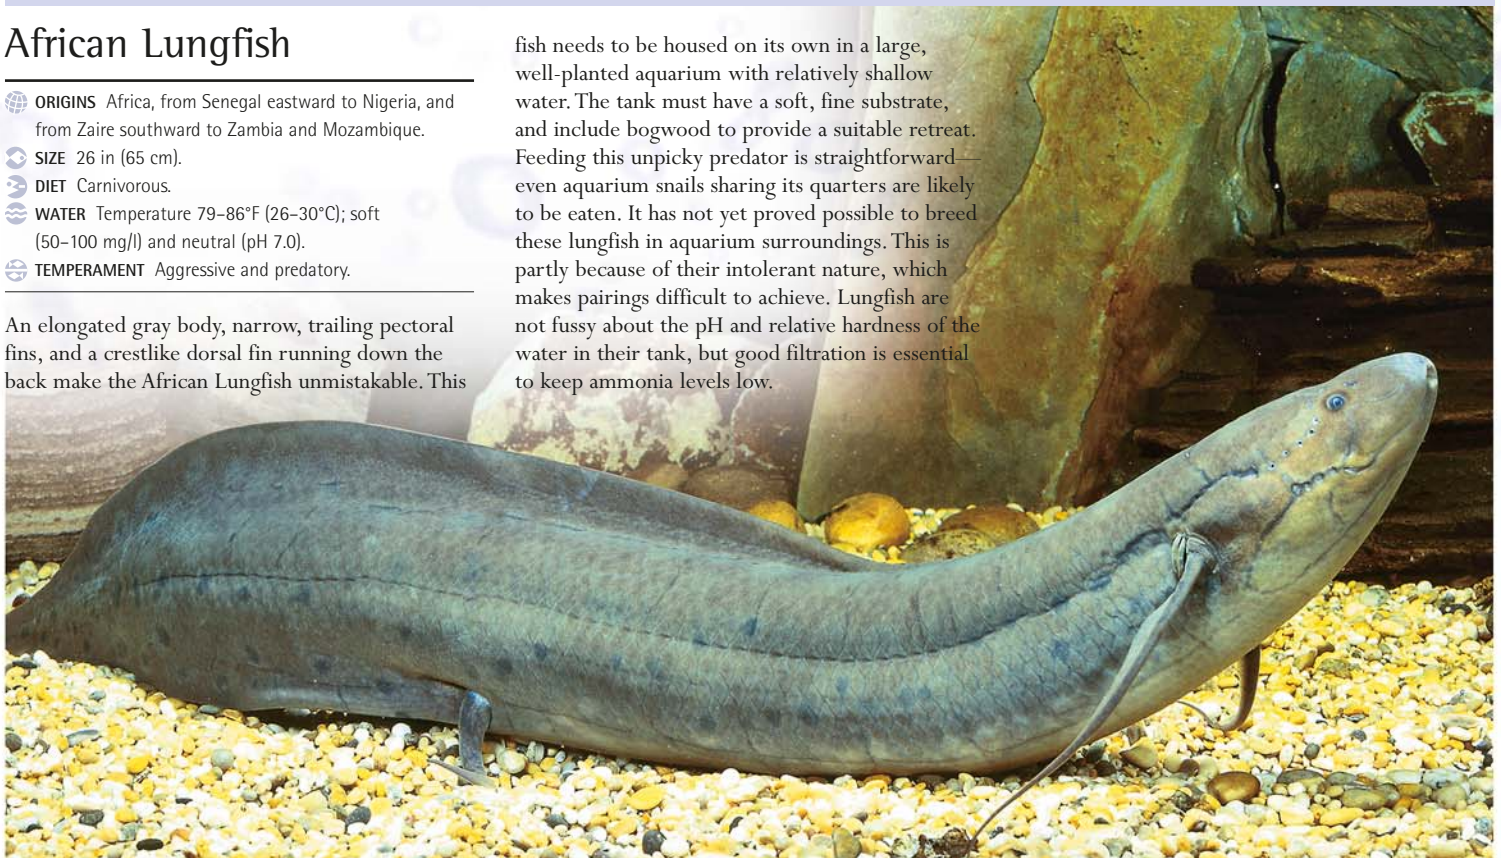 African Lungfish
ORIGINS Africa, from Senegal eastward to Nigeria, and
from Zaire southward to Zambia and Mozambique.
SIZE 26 in (65 cm).
DIET Carnivorous.
WATER Temperature 79–86°F (26–30°C); soft
(50–100 mg/l) and neutral (pH 7.0).
TEMPERAMENT Aggressive and predatory.
An elongated gray body, narrow, trailing pectoral
fins, and a crestlike dorsal fin running down the
back make the African Lungfish unmistakable. This
fish needs to be housed on its own in a large,
well-planted aquarium with relatively shallow
water. The tank must have a soft, fine substrate,
and include bogwood to provide a suitable retreat.
Feeding this unpicky predator is straightforward—
even aquarium snails sharing its quarters are likely
to be eaten. It has not yet proved possible to breed
these lungfish in aquarium surroundings. This is
partly because of their intolerant nature, which
makes pairings difficult to achieve. Lungfish are
not fussy about the pH and relative hardness of the
water in their tank, but good filtration is essential
to keep ammonia levels low.